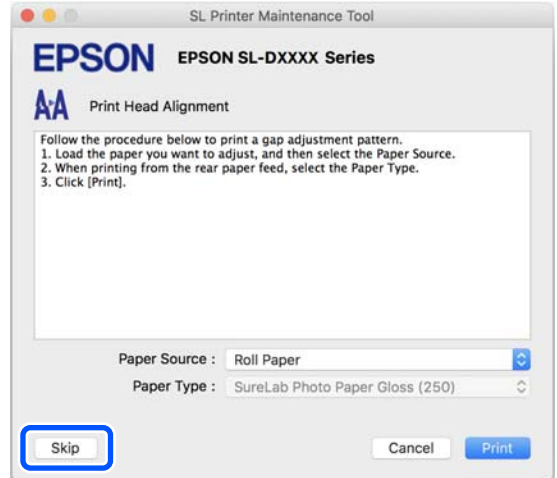 SL Printer Maintenance Tool
EPSON EPSON SL-DXXXX Series
A-A Print Head Alignment
Follow the procedure below to print a gap adjustment pattern.
1. Load the paper you want to adjust, and then select the Paper Source.
2. When printing from the rear paper feed, select the Paper Type.
3. Click [Print].
Paper Source : Roll Paper
Paper Type : SureLab Photo Paper Gloss (250)
Skip Cancel Print